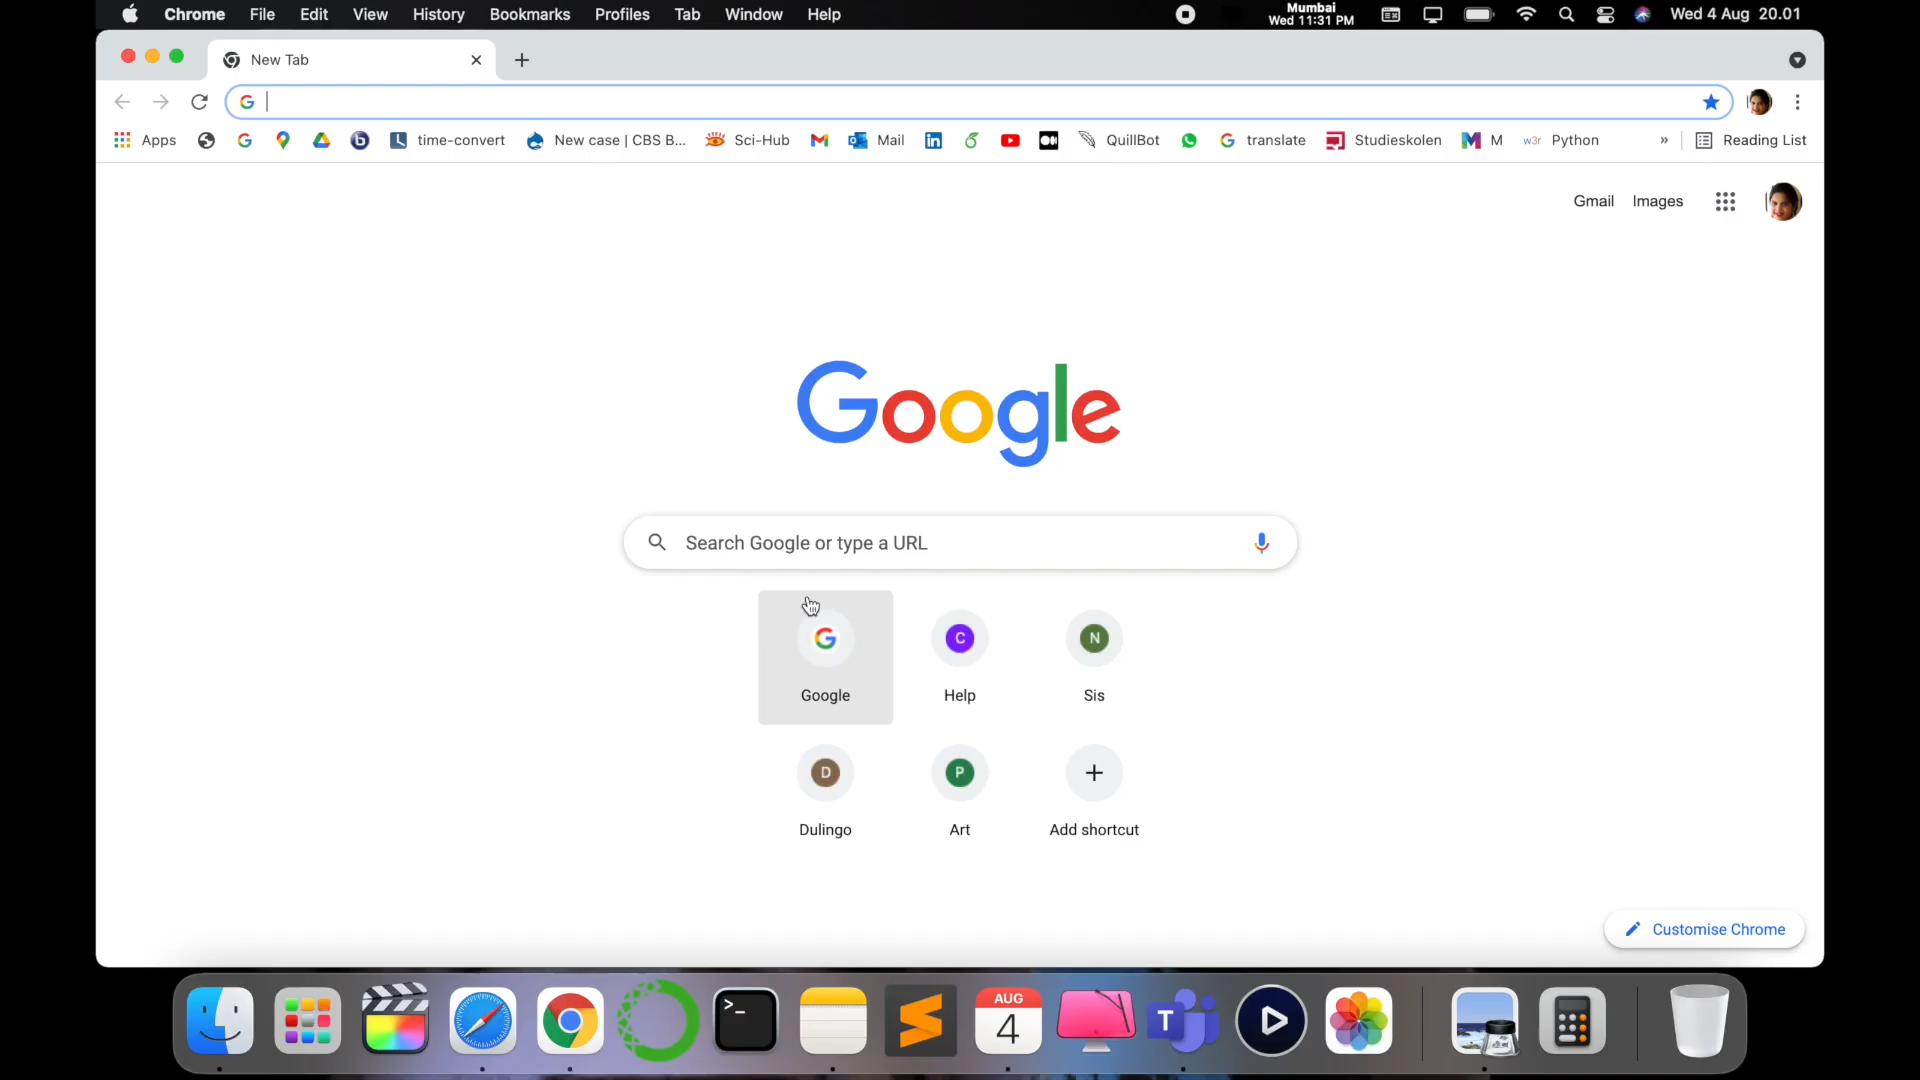 Chrome File Edit View History Bookmarks Profiles Tab Window Help
Mumbai
Wed 11:31 PM
Wed 4 Aug 20.01
New Tab
Apps time-convert New case | CBS B... Sci-Hub Mail QuillBot translate Studieskolen M w3r Python » Reading List
Gmail Images
Google
Search Google or type a URL
C N
Google Help Sis
D P
Dulingo Art Add shortcut
Customise Chrome
AUG
4
T